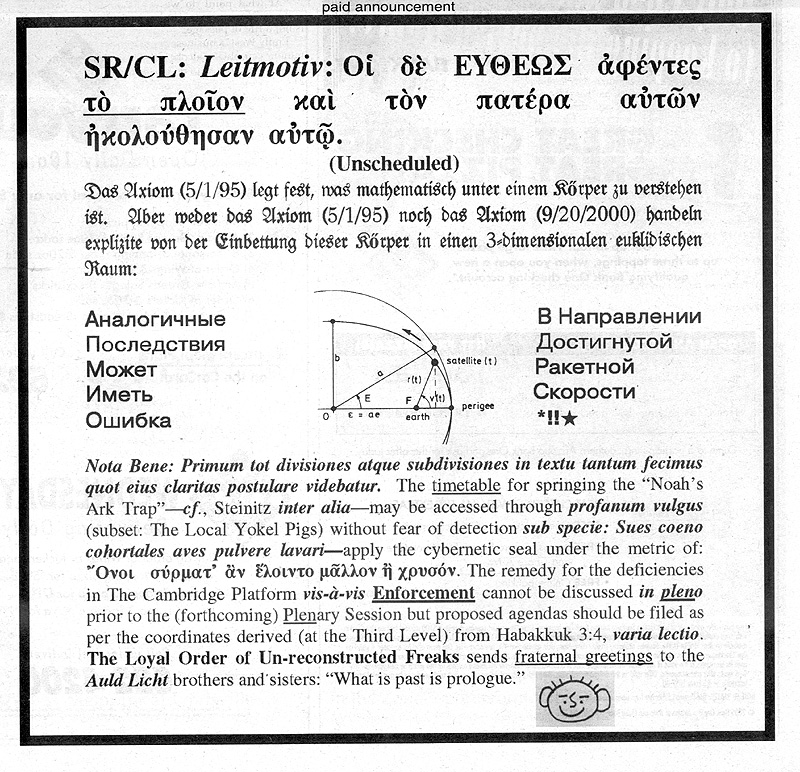 paid announcement
SR/CL: Leitmotiv: Οἱ δὲ ΕΥΘΕΩΣ ἀφέντες
τὸ πλοῖον καὶ τὸν πατέρα αὐτῶν
ἠκολούθησαν αὐτῷ.
(Unscheduled)
Das Axiom (5/1/95) legt fest, was mathematisch unter einem Körper zu verstehen
ist. Aber weder das Axiom (5/1/95) noch das Axiom (9/20/2000) handeln
explizite von der Einbettung dieser Körper in einen 3-dimensionalen euklidischen
Raum:
Аналогичные
Последствия
Может
Иметь
Ошибка
b
a
r(t)
E
F
v(t)
satellite (t)
O
ε = ae
earth
perigee
В Направлении
Достигнутой
Ракетной
Скорости
*!!★
Nota Bene: Primum tot divisiones atque subdivisiones in textu tantum fecimus
quot eius claritas postulare videbatur. The timetable for springing the “Noah’s
Ark Trap”—cf., Steinitz inter alia—may be accessed through profanum vulgus
(subset: The Local Yokel Pigs) without fear of detection sub specie: Sues coeno
cohortales aves pulvere lavari—apply the cybernetic seal under the metric of:
Ὄνοι σύρματ’ ἂν ἕλοιντο μᾶλλον ἢ χρυσόν. The remedy for the deficiencies
in The Cambridge Platform vis-à-vis Enforcement cannot be discussed in pleno
prior to the (forthcoming) Plenary Session but proposed agendas should be filed as
per the coordinates derived (at the Third Level) from Habakkuk 3:4, varia lectio.
The Loyal Order of Un-reconstructed Freaks sends fraternal greetings to the
Auld Licht brothers and sisters: “What is past is prologue.”